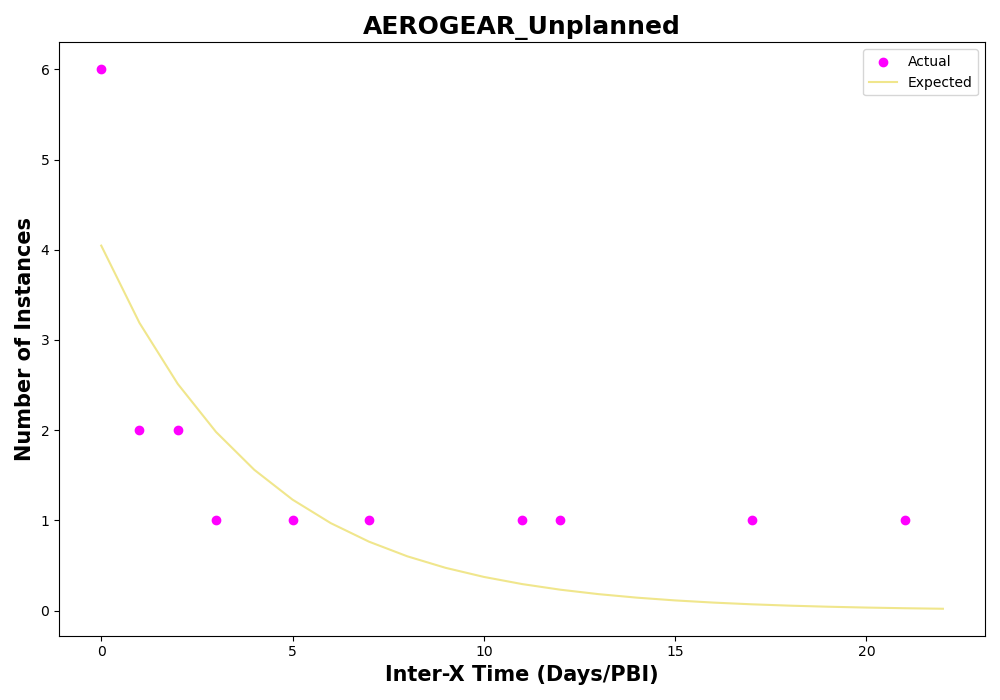 AEROGEAR_Unplanned
Actual
Expected
Number of Instances
6
5
4
3
2
1
0
0
5
10
15
20
Inter-X Time (Days/PBI)